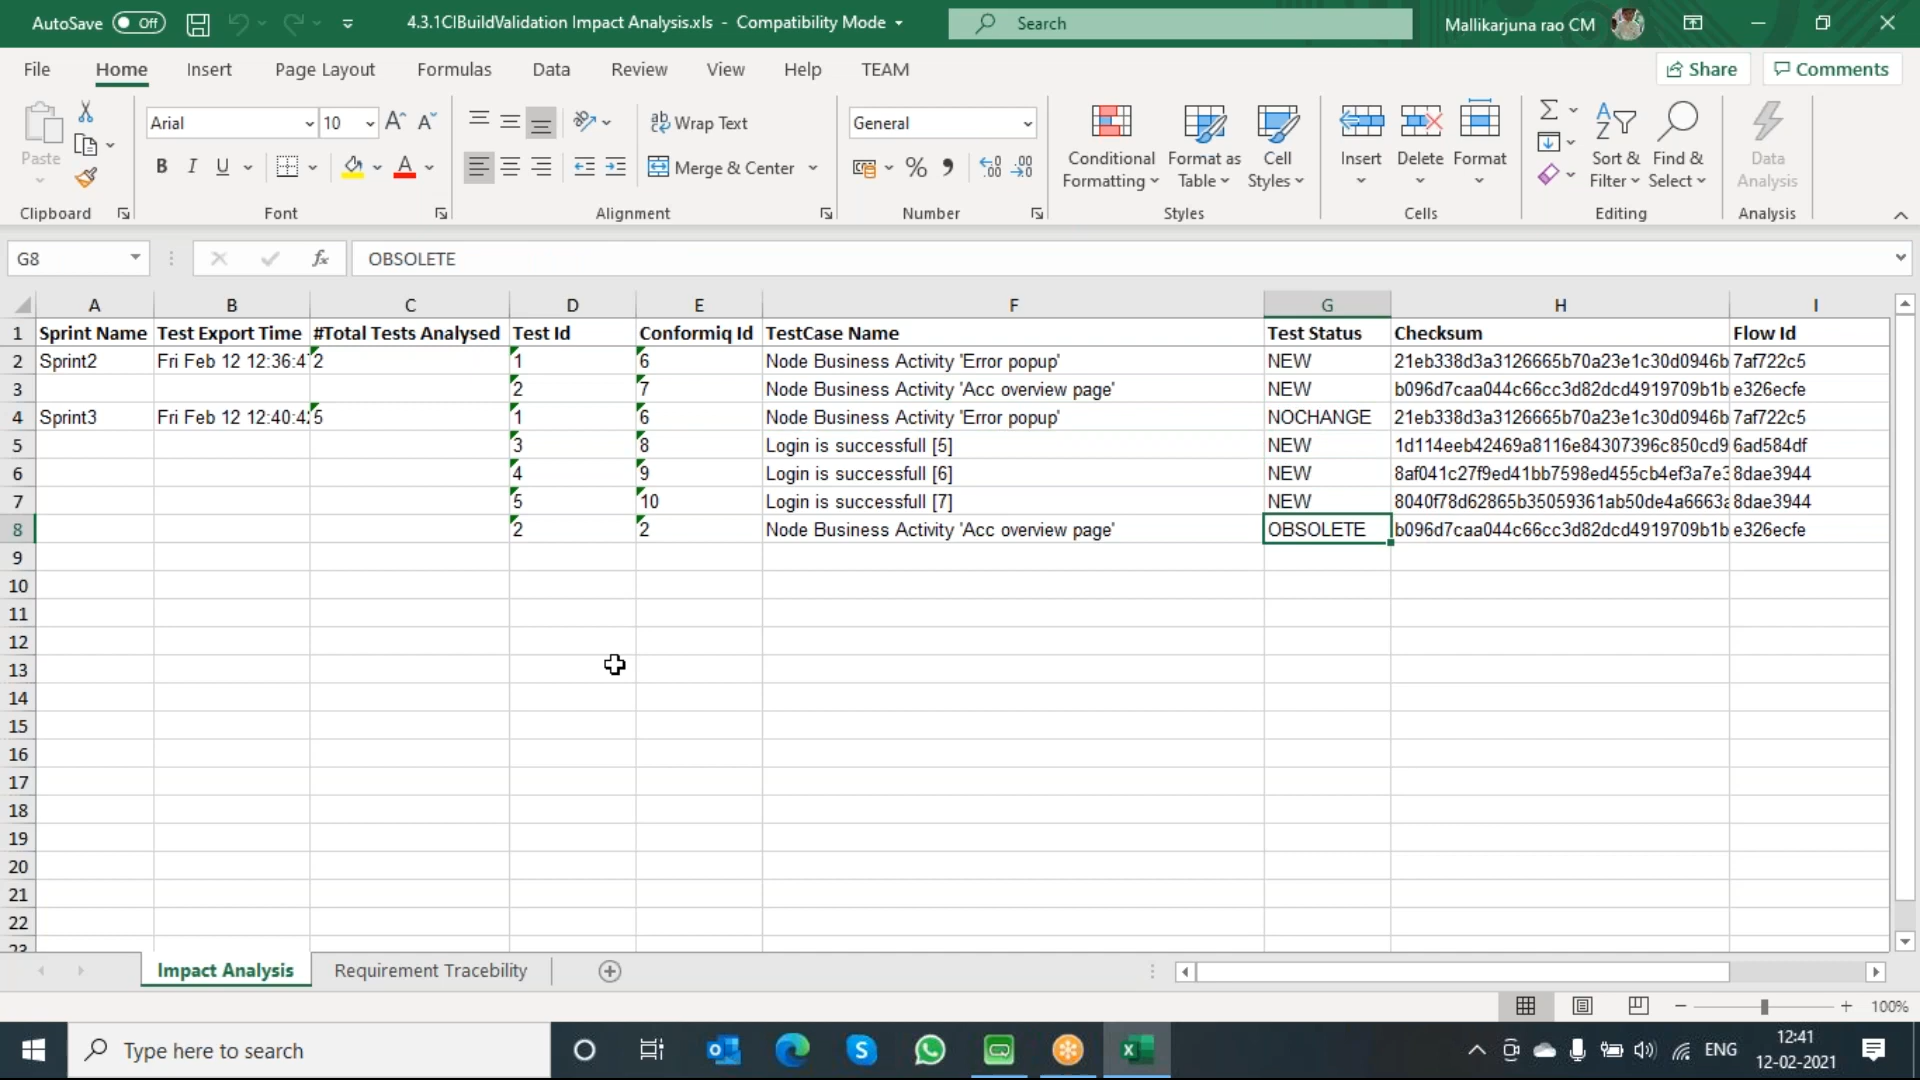 AutoSave Off 4.3.1CIBuildValidation Impact Analysis.xls - Compatibility Mode Search Mallikarjuna rao CM
File Home Insert Page Layout Formulas Data Review View Help TEAM Share Comments
Paste Arial 10 Wrap Text General Conditional Formatting Format as Table Cell Styles Insert Delete Format Sort & Filter Find & Select Data Analysis
B I U A Merge & Center %
Clipboard Font Alignment Number Styles Cells Editing Analysis
G8 fx OBSOLETE
A B C D E F G H I
1 Sprint Name Test Export Time #Total Tests Analysed Test Id Conformiq Id TestCase Name Test Status Checksum Flow Id
2 Sprint2 Fri Feb 12 12:36:4 2 1 6 Node Business Activity 'Error popup' NEW 21eb338d3a3126665b70a23e1c30d0946b 7af722c5
3 2 7 Node Business Activity 'Acc overview page' NEW b096d7caa044c66cc3d82dcd4919709b1b e326ecfe
4 Sprint3 Fri Feb 12 12:40:4 5 1 6 Node Business Activity 'Error popup' NOCHANGE 21eb338d3a3126665b70a23e1c30d0946b 7af722c5
5 3 8 Login is successfull [5] NEW 1d114eeb42469a8116e84307396c850cd9 6ad584df
6 4 9 Login is successfull [6] NEW 8af041c27f9ed41bb7598ed455cb4ef3a7e3 8dae3944
7 5 10 Login is successfull [7] NEW 8040f78d62865b35059361ab50de4a6663a 8dae3944
8 2 2 Node Business Activity 'Acc overview page' OBSOLETE b096d7caa044c66cc3d82dcd4919709b1b e326ecfe
9
10
11
12
13
14
15
16
17
18
19
20
21
22
23
Impact Analysis Requirement Tracebility
100%
Type here to search ENG 12:41
12-02-2021